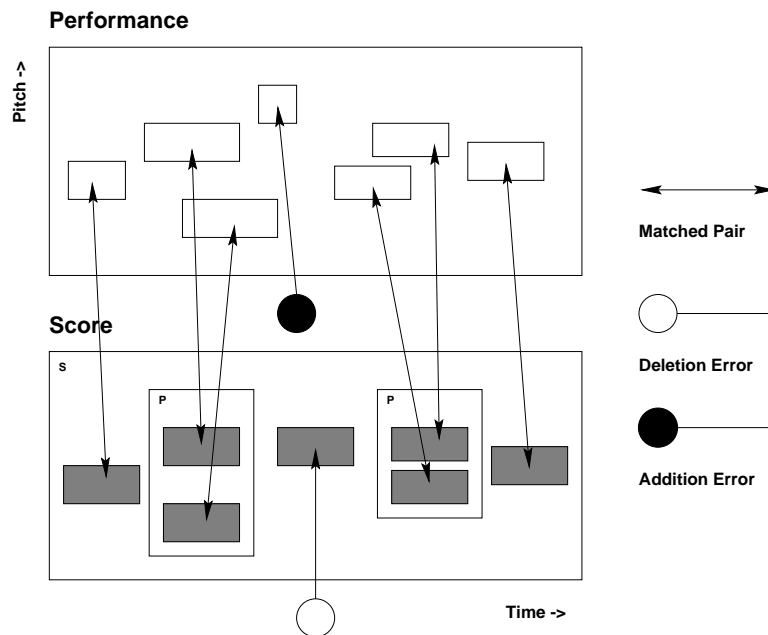 Performance
Pitch ->
Matched Pair
Score
S
P
P
Deletion Error
Addition Error
Time ->